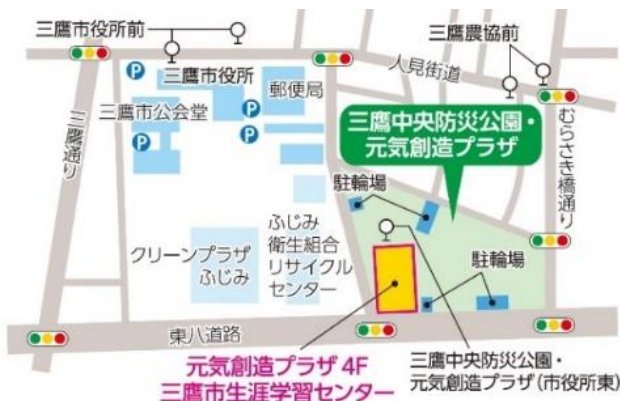 三鷹市役所前
三鷹農協前
三鷹市役所
人見街道
郵便局
三鷹市公会堂
三鷹中央防災公園・
元気創造プラザ
三鷹通り
むらさき橋通り
P
P
P
P
駐輪場
ふじみ
衛生組合
リサイクル
センター
クリーンプラザ
ふじみ
駐輪場
東八道路
元気創造プラザ 4F
三鷹市生涯学習センター
三鷹中央防災公園・
元気創造プラザ(市役所東)